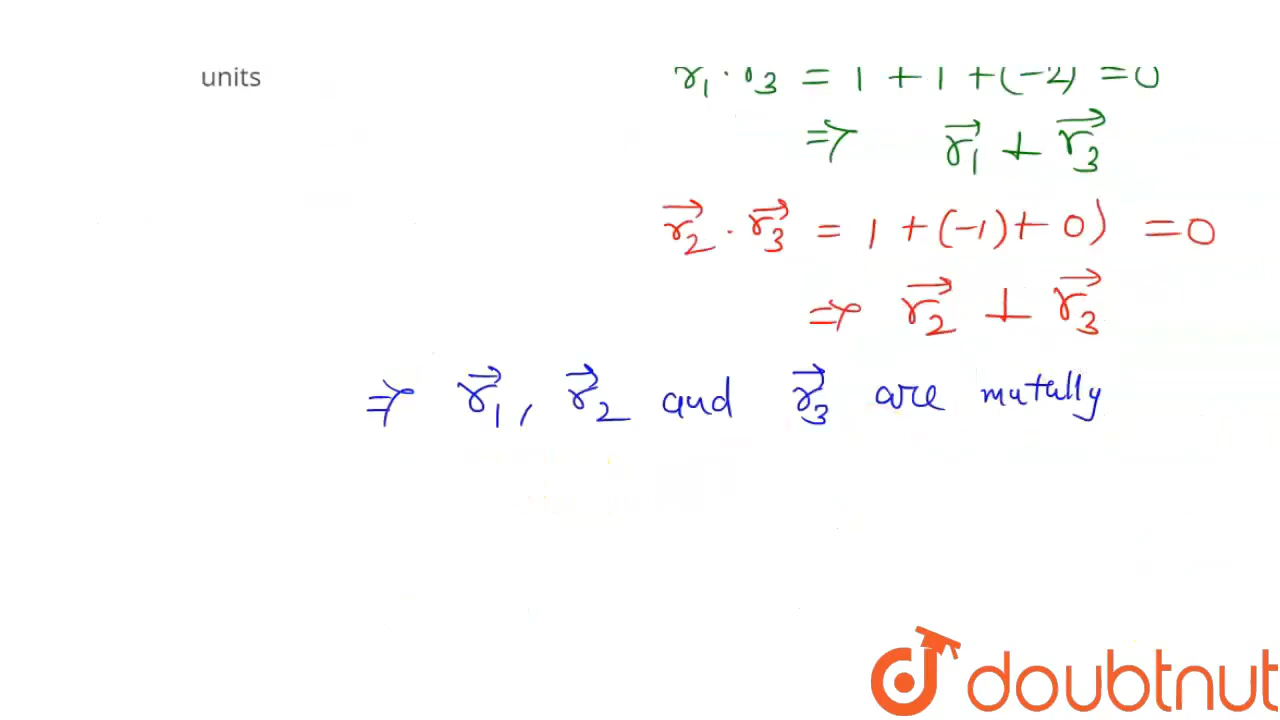 units
r₁ · r₃ = 1 + 1 + (-2) = 0
⇒ r₁⃗ ⊥ r₃⃗
r₂⃗ · r₃⃗ = 1 + (-1) + 0) = 0
⇒ r₂⃗ ⊥ r₃⃗
⇒ r₁⃗, r₂⃗ and r₃⃗ are mutally
doubtnut